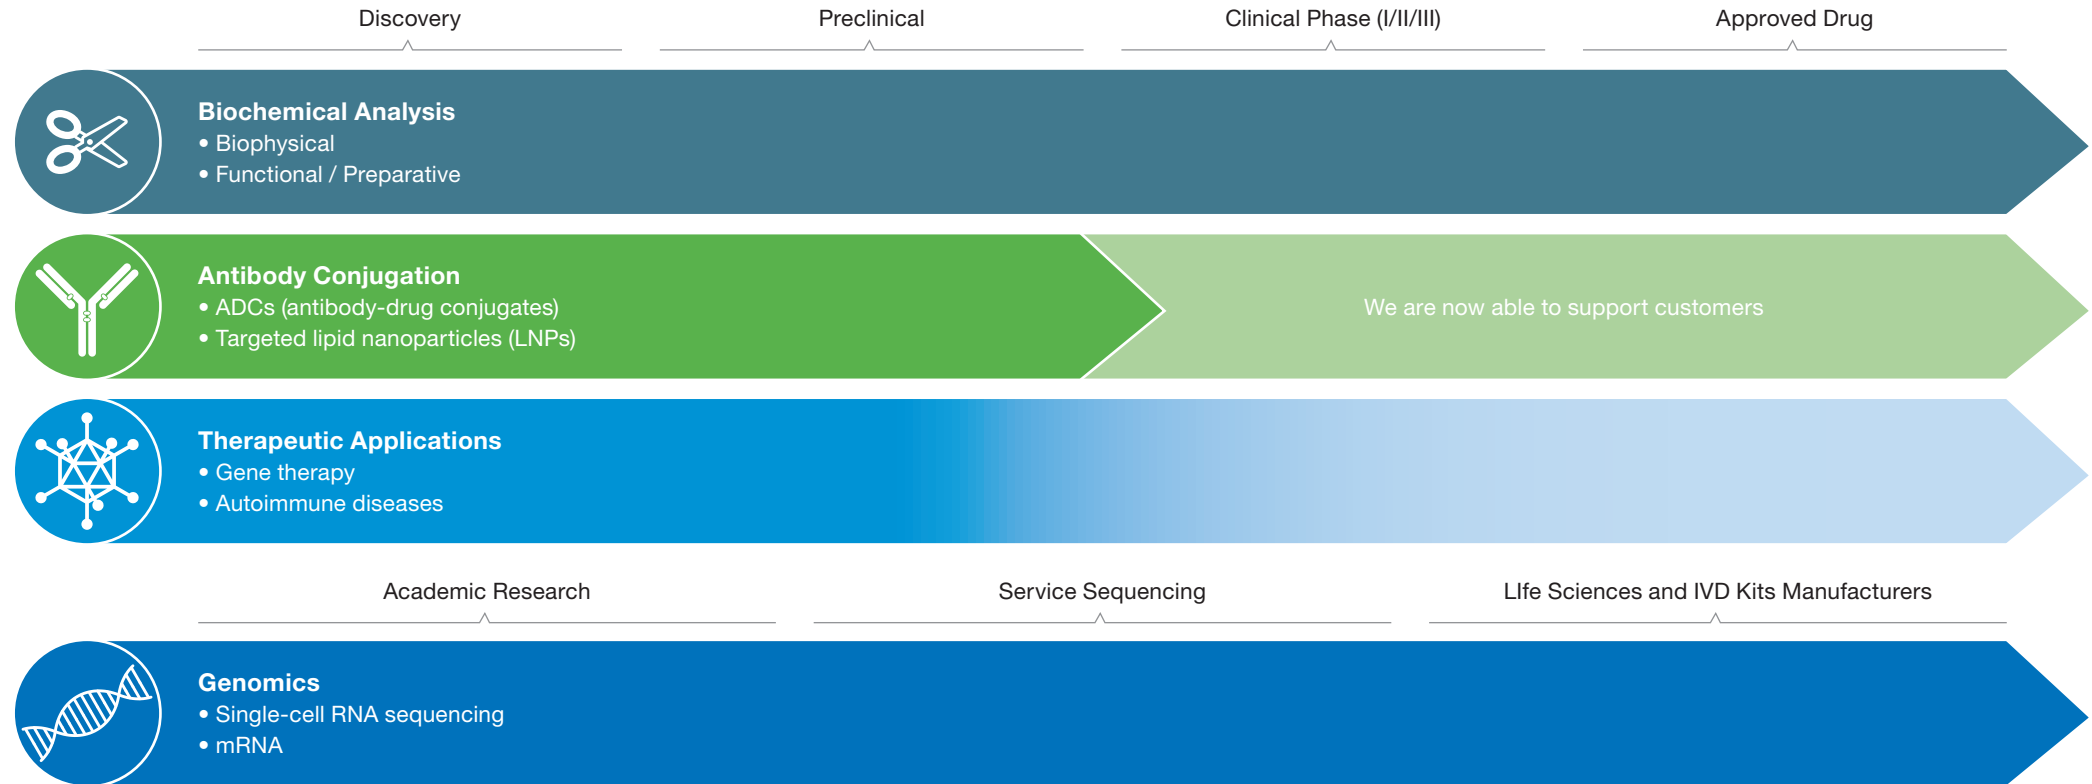 Discovery
Preclinical
Clinical Phase (I/II/III)
Approved Drug
Biochemical Analysis
• Biophysical
• Functional / Preparative
Antibody Conjugation
• ADCs (antibody-drug conjugates)
• Targeted lipid nanoparticles (LNPs)
We are now able to support customers
Therapeutic Applications
• Gene therapy
• Autoimmune diseases
Academic Research
Service Sequencing
LIfe Sciences and IVD Kits Manufacturers
Genomics
• Single-cell RNA sequencing
• mRNA